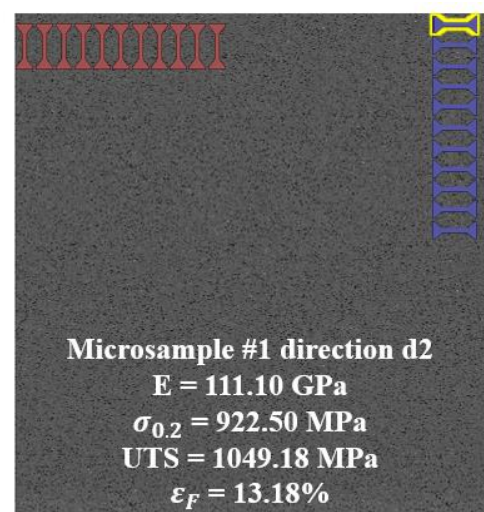 Microsample #1 direction d2
E = 111.10 GPa
σ0.2 = 922.50 MPa
UTS = 1049.18 MPa
εF = 13.18%